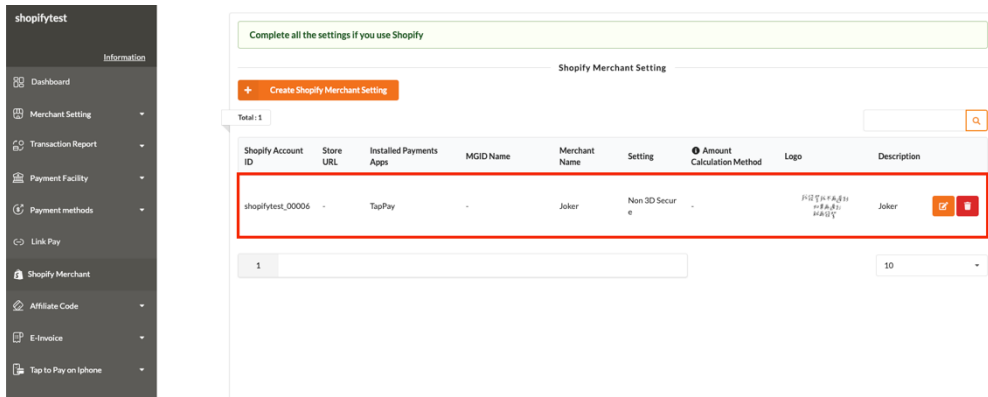 shopifytest
Information
Dashboard
Merchant Setting
Transaction Report
Payment Facility
Payment methods
Link Pay
Shopify Merchant
Affiliate Code
E-Invoice
Tap to Pay on Iphone
Complete all the settings if you use Shopify
Shopify Merchant Setting
+ Create Shopify Merchant Setting
Total : 1
Shopify Account ID Store URL Installed Payments Apps MGID Name Merchant Name Setting Amount Calculation Method Logo Description
shopifytest_00006 - TapPay - Joker Non 3D Secur
e - Joker
1
10